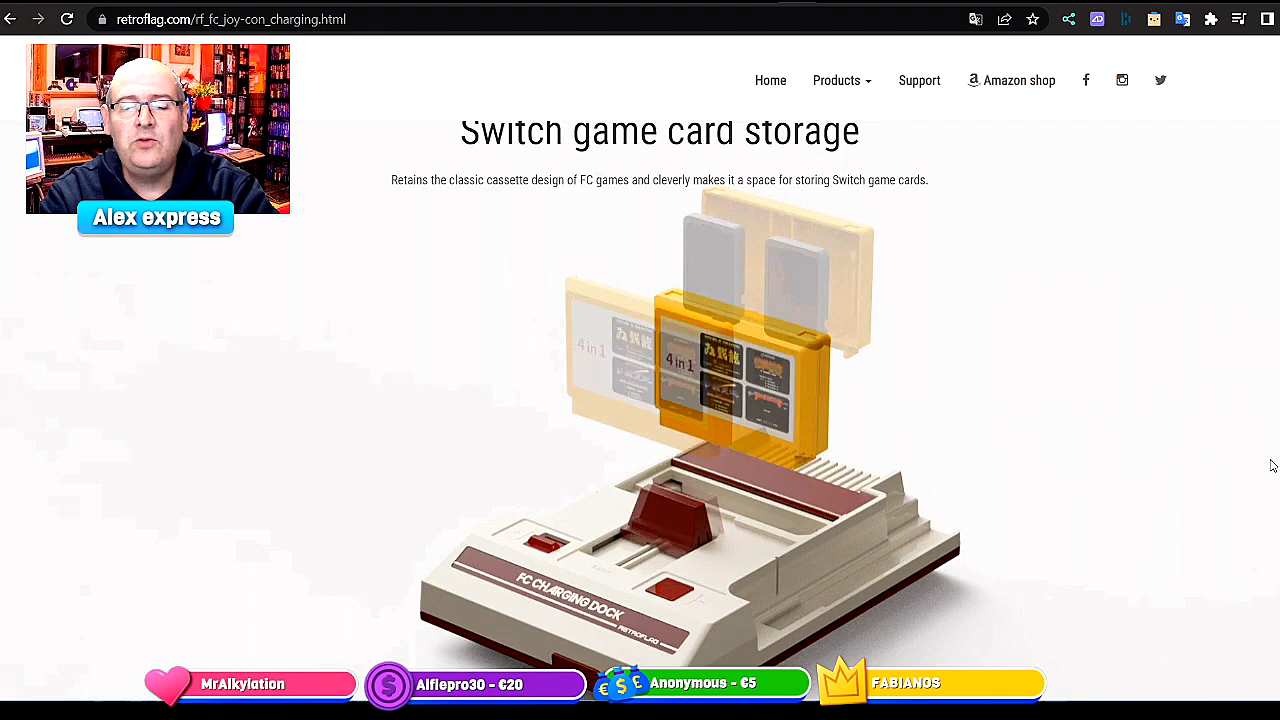 retroflag.com/rf_fc_joy-con_charging.html
Home
Products
Support
Amazon shop
Alex express
Switch game card storage
Retains the classic cassette design of FC games and cleverly makes it a space for storing Switch game cards.
4 in 1
4 in 1
FC CHARGING DOCK
RETROFLAG
MrAlkylation
Alfiepro30 - €20
Anonymous - €5
FABIANOS